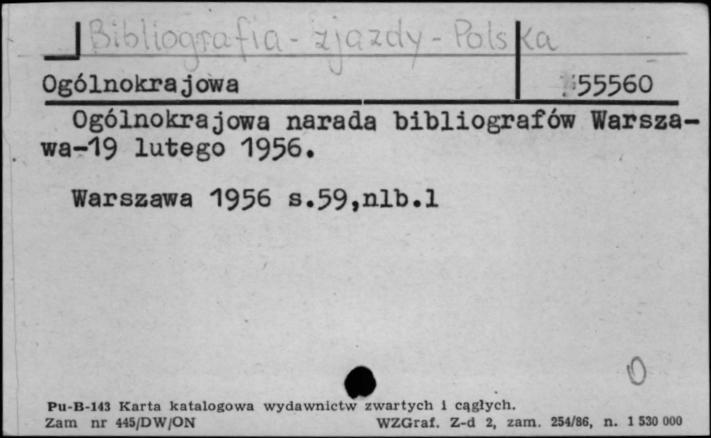 Bibliografia - zjazdy - Polska
Ogólnokrajowa 55560
Ogólnokrajowa narada bibliografów Warsza-
wa-19 lutego 1956.
Warszawa 1956 s.59,nlb.1
O
Pu-B-143 Karta katalogowa wydawnictw zwartych i ciągłych.
Zam nr 445/DW/ON WZGraf. Z-d 2, zam. 254/86, n. 1 530 000